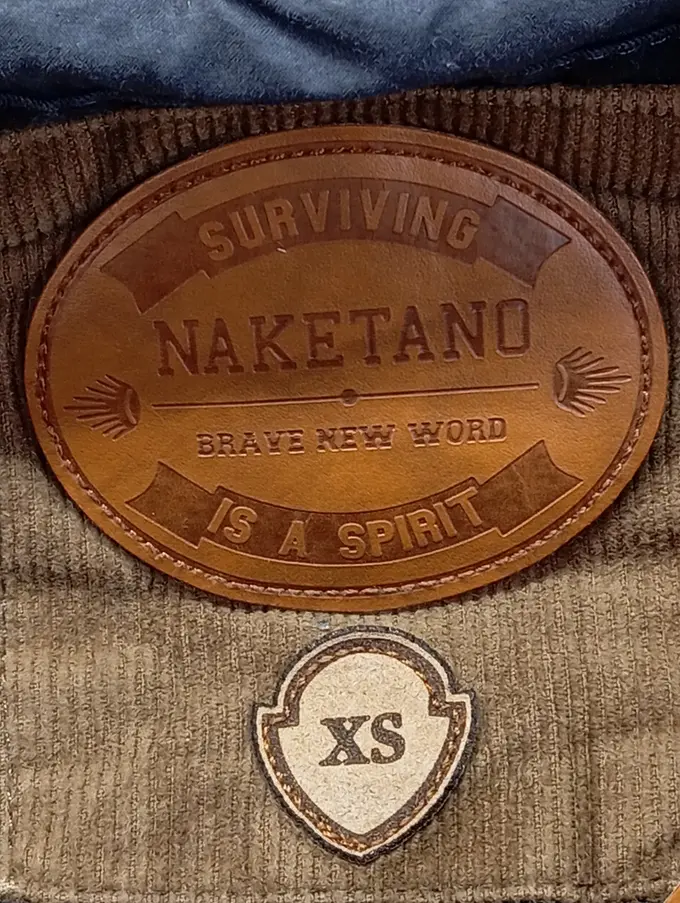 SURVIVING
NAKETANO
BRAVE NEW WORD
IS A SPIRIT
XS